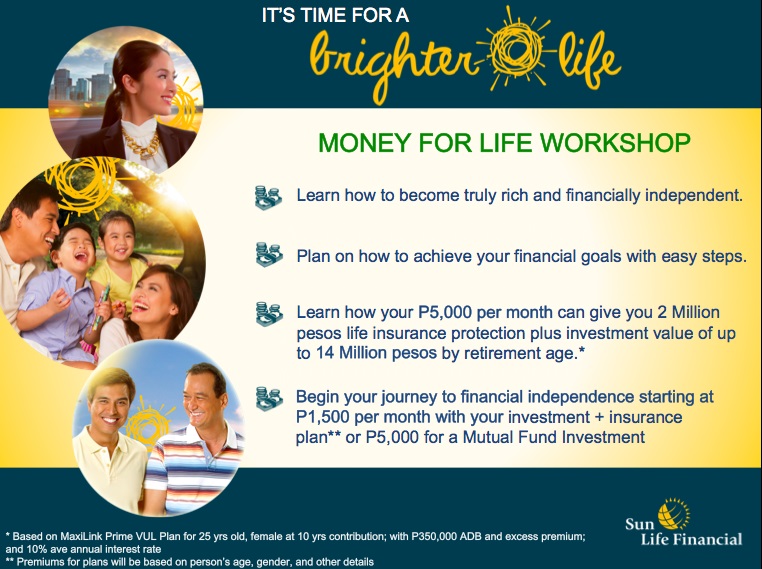 IT'S TIME FOR A
brighter life
MONEY FOR LIFE WORKSHOP
Learn how to become truly rich and financially independent.
Plan on how to achieve your financial goals with easy steps.
Learn how your P5,000 per month can give you 2 Million
pesos life insurance protection plus investment value of up
to 14 Million pesos by retirement age.*
Begin your journey to financial independence starting at
P1,500 per month with your investment + insurance
plan** or P5,000 for a Mutual Fund Investment
* Based on MaxiLink Prime VUL Plan for 25 yrs old, female at 10 yrs contribution; with P350,000 ADB and excess premium;
and 10% ave annual interest rate
** Premiums for plans will be based on person's age, gender, and other details
Sun
Life Financial